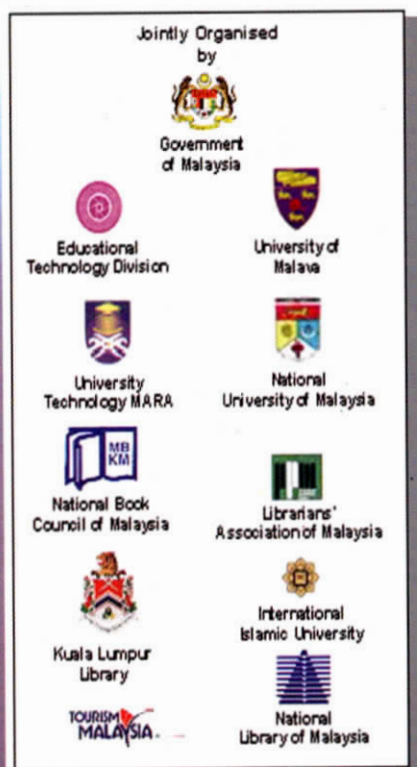 Jointly Organised
by
Government
of Malaysia
Educational
Technology Division
University of
Malava
University
Technology MARA
National
University of Malaysia
MB
KM
National Book
Council of Malaysia
Librarians'
Association of Malaysia
Kuala Lumpur
Library
International
Islamic University
TOURISM
MALAYSIA
National
Library of Malaysia